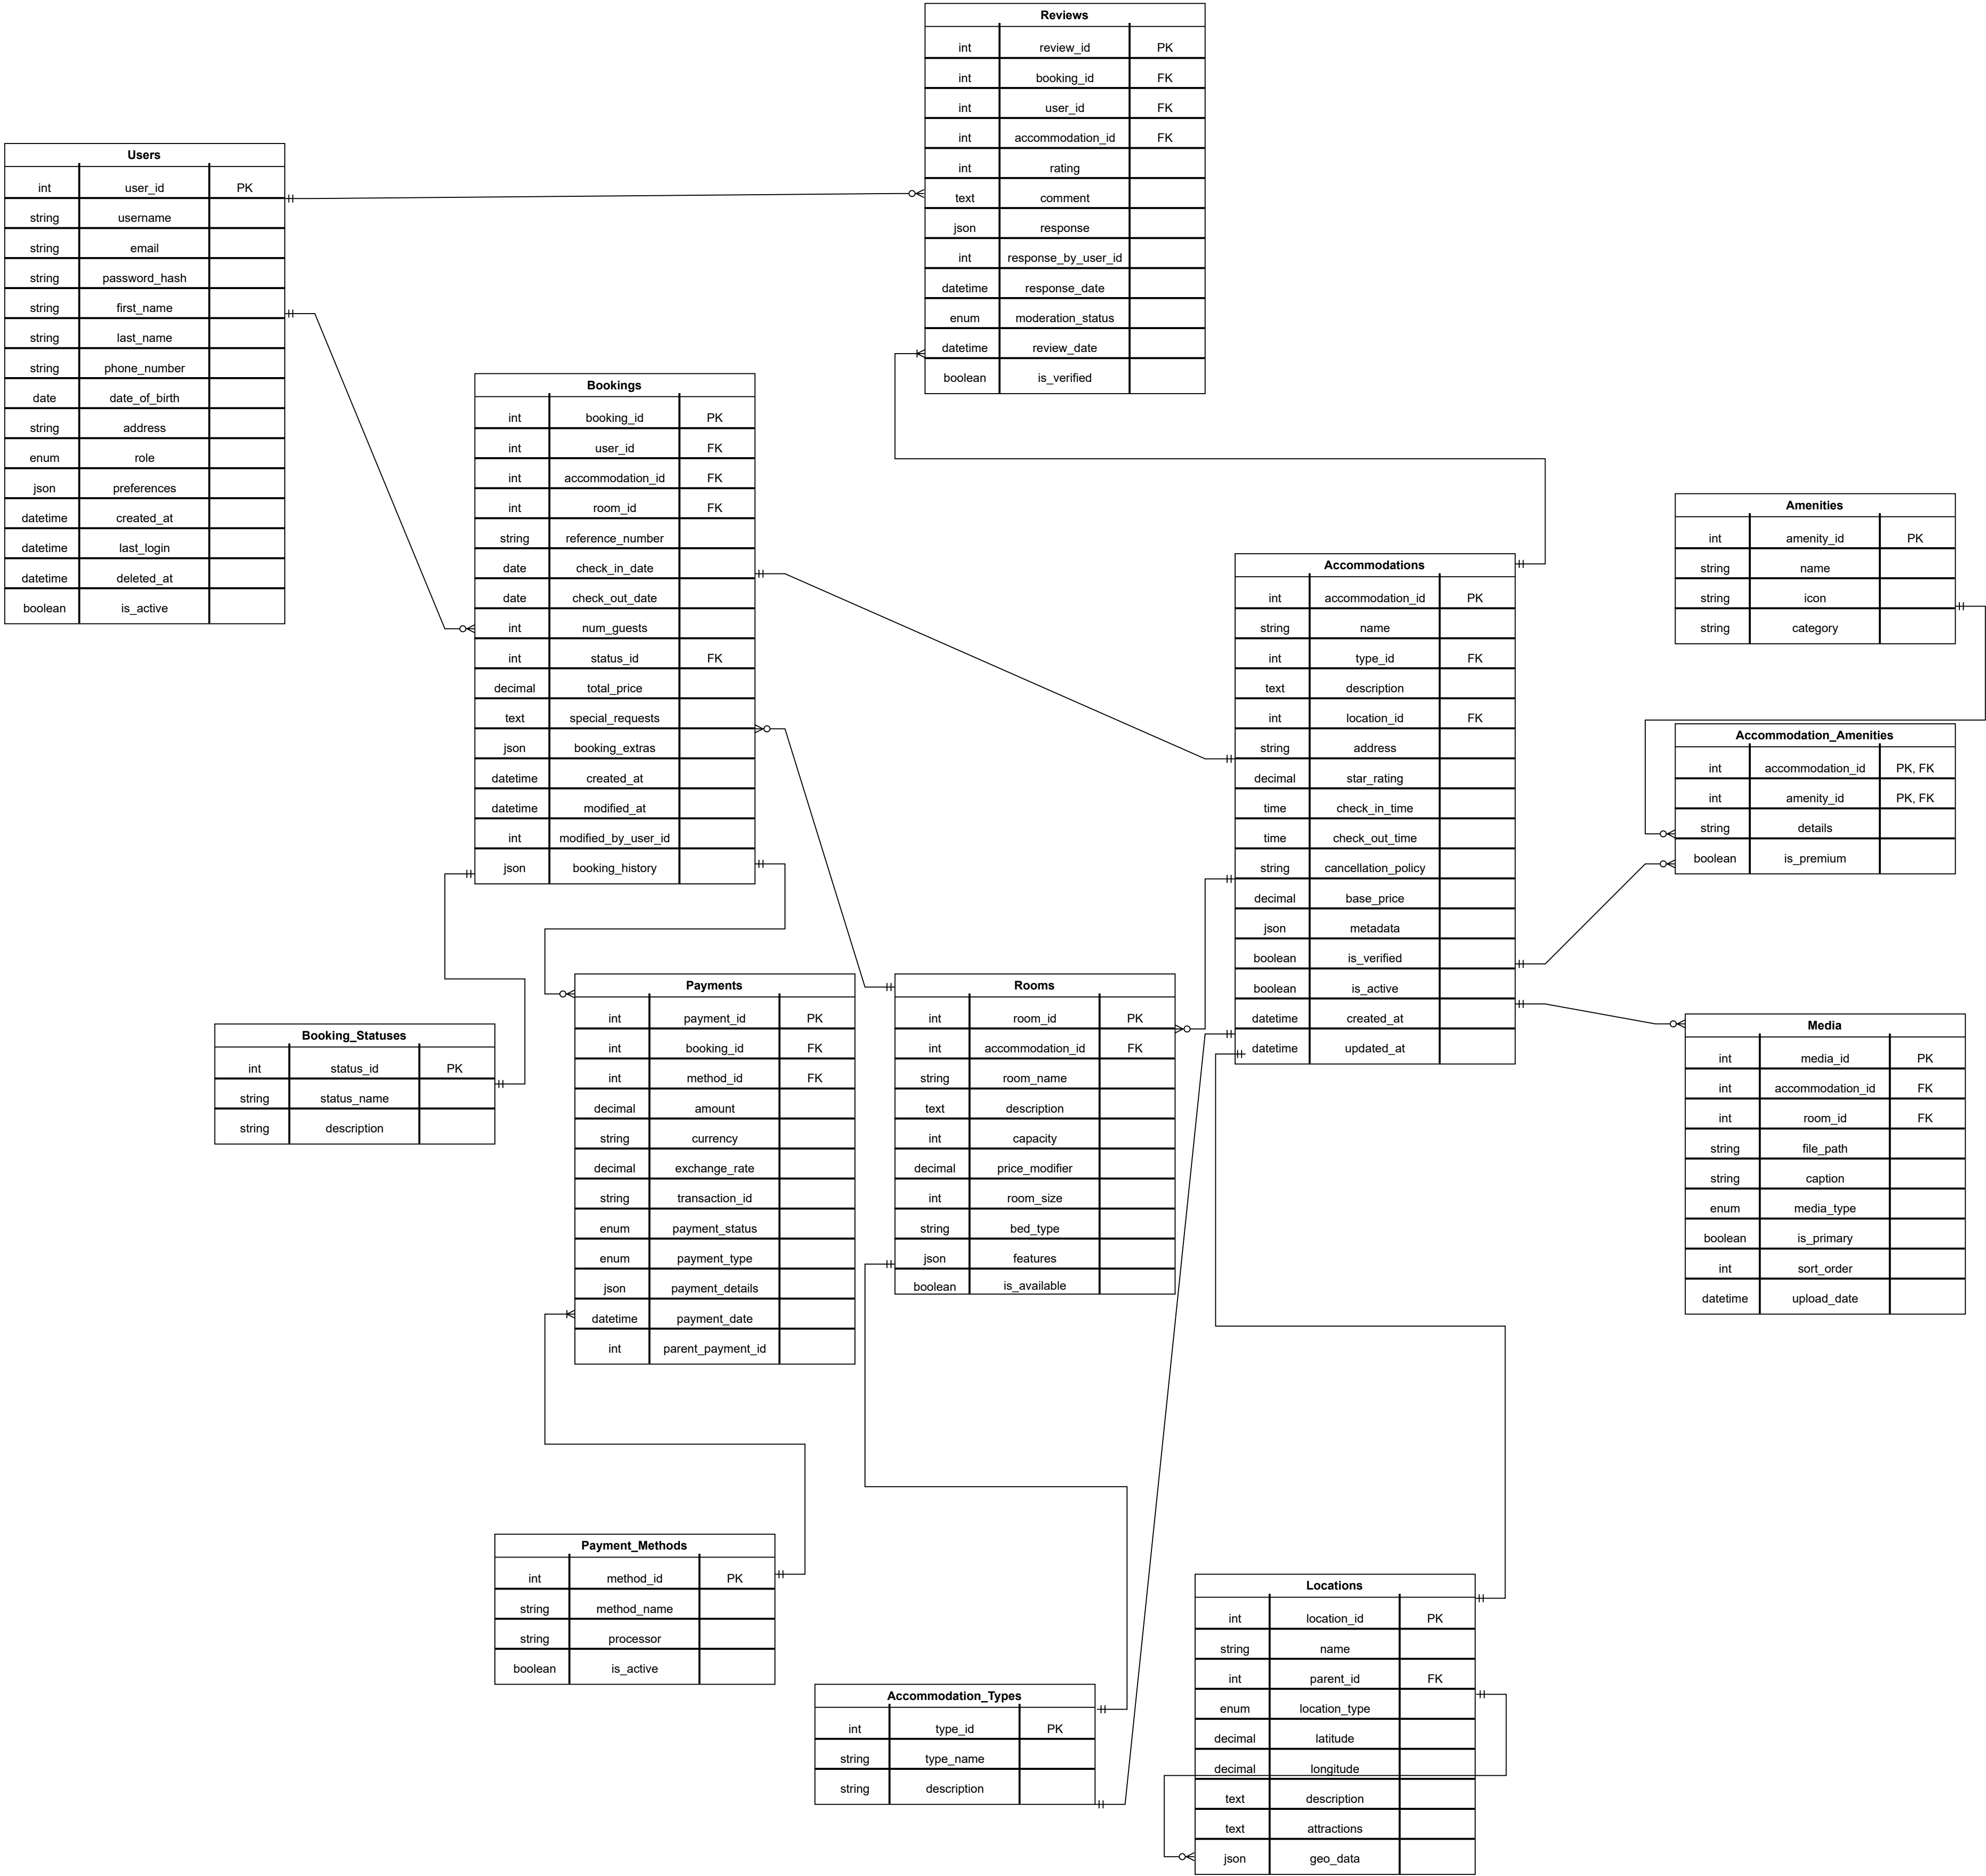 Reviews
int review_id PK
int booking_id FK
int user_id FK
int accommodation_id FK
int rating
text comment
json response
int response_by_user_id
datetime response_date
enum moderation_status
datetime review_date
boolean is_verified
Users
int user_id PK
string username
string email
string password_hash
string first_name
string last_name
string phone_number
date date_of_birth
string address
enum role
json preferences
datetime created_at
datetime last_login
datetime deleted_at
boolean is_active
Bookings
int booking_id PK
int user_id FK
int accommodation_id FK
int room_id FK
string reference_number
date check_in_date
date check_out_date
int num_guests
int status_id FK
decimal total_price
text special_requests
json booking_extras
datetime created_at
datetime modified_at
int modified_by_user_id
json booking_history
Accommodations
int accommodation_id PK
string name
int type_id FK
text description
int location_id FK
string address
decimal star_rating
time check_in_time
time check_out_time
string cancellation_policy
decimal base_price
json metadata
boolean is_verified
boolean is_active
datetime created_at
datetime updated_at
Amenities
int amenity_id PK
string name
string icon
string category
Accommodation_Amenities
int accommodation_id PK, FK
int amenity_id PK, FK
string details
boolean is_premium
Media
int media_id PK
int accommodation_id FK
int room_id FK
string file_path
string caption
enum media_type
boolean is_primary
int sort_order
datetime upload_date
Booking_Statuses
int status_id PK
string status_name
string description
Payments
int payment_id PK
int booking_id FK
int method_id FK
decimal amount
string currency
decimal exchange_rate
string transaction_id
enum payment_status
enum payment_type
json payment_details
datetime payment_date
int parent_payment_id
Rooms
int room_id PK
int accommodation_id FK
string room_name
text description
int capacity
decimal price_modifier
int room_size
string bed_type
json features
boolean is_available
Payment_Methods
int method_id PK
string method_name
string processor
boolean is_active
Accommodation_Types
int type_id PK
string type_name
string description
Locations
int location_id PK
string name
int parent_id FK
enum location_type
decimal latitude
decimal longitude
text description
text attractions
json geo_data